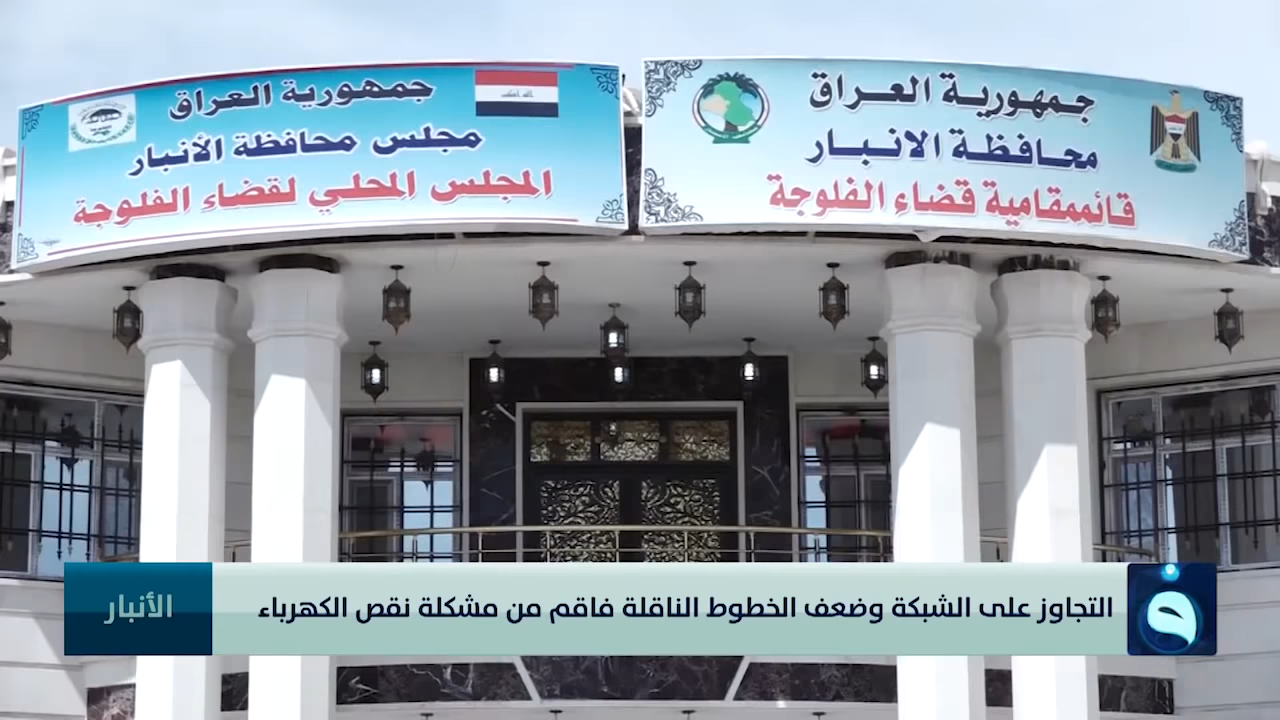 جمهورية العراق
محافظة الانبار
قائممقامية قضاء الفلوجة
جمهورية العراق
مجلس محافظة الأنبار
المجلس المحلي لقضاء الفلوجة
التجاوز على الشبكة وضعف الخطوط الناقلة فاقم من مشكلة نقص الكهرباء
الأنبار